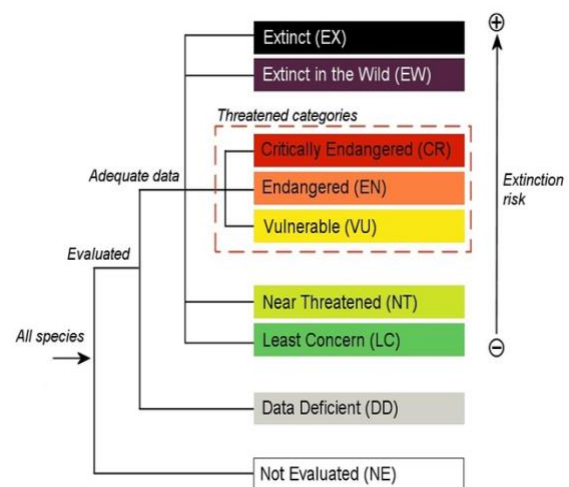 Extinct (EX)
Extinct in the Wild (EW)
Threatened categories
Critically Endangered (CR)
Adequate data
Endangered (EN)
Extinction
risk
Vulnerable (VU)
Evaluated
Near Threatened (NT)
All species
Least Concern (LC)
Data Deficient (DD)
Not Evaluated (NE)